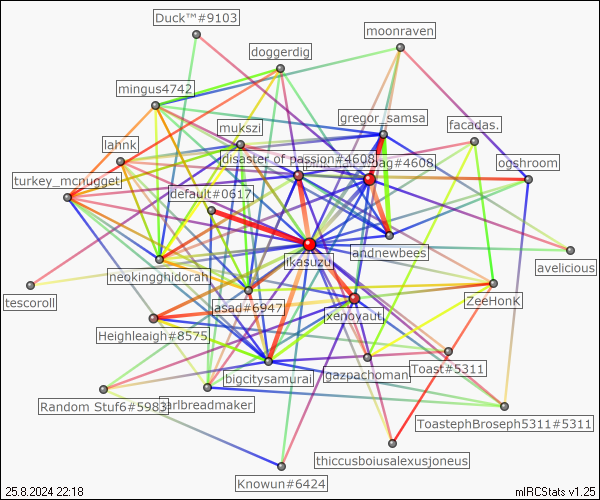 Duck™#9103
moonraven
doggerdig
mingus4742
gregor_samsa
mukszi
facadas.
lahnk
disaster of passion#4608
bag#4608
ogshroom
turkey_mcnugget
default#0617
ikasuzu
andnewbees
avelicious
neokingghidorah
tescoroll
asad#6947
ZeeHonK
xenoyaut
Heighleaigh#8575
bigcitysamurai
gazpachoman
Toast#5311
Random Stuf6#5983
arlbreadmaker
ToastephBroseph5311#5311
thiccusboiusalexusjoneus
Knowun#6424
25.8.2024 22:18
mIRCStats v1.25